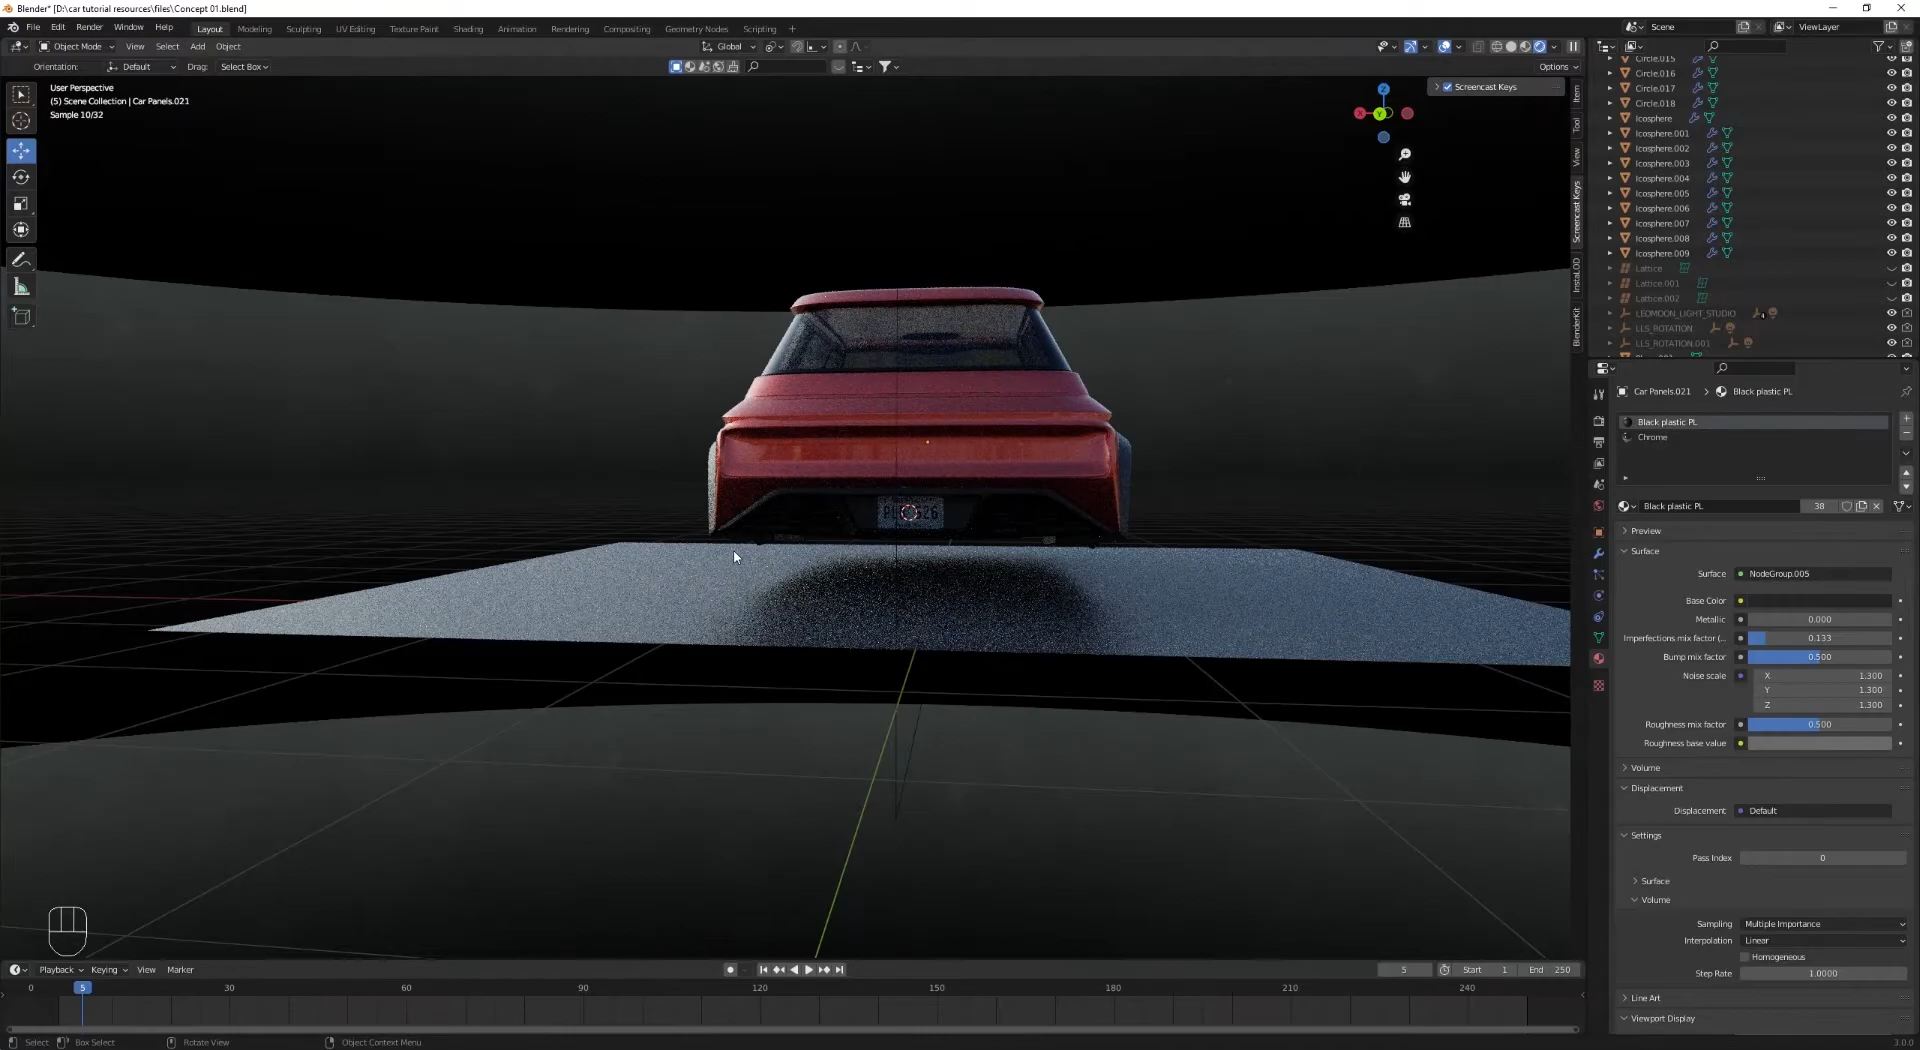 Blender* [D:\car tutorial resources\files\Concept 01.blend]
File Edit Render Window Help
Layout Modeling Sculpting UV Editing Texture Paint Shading Animation Rendering Compositing Geometry Nodes Scripting +
Scene
ViewLayer
Object Mode View Select Add Object
Global
Orientation: Default Drag: Select Box
Options
User Perspective
(5) Scene Collection | Car Panels.021
Sample 10/32
Screencast Keys
Z
X
Y
Item
Tool
View
Screencast Keys
InstaLOD
BlenderKit
Circle.015
Circle.016
Circle.017
Circle.018
Icosphere
Icosphere.001
Icosphere.002
Icosphere.003
Icosphere.004
Icosphere.005
Icosphere.006
Icosphere.007
Icosphere.008
Icosphere.009
Lattice
Lattice.001
Lattice.002
LEOMOON_LIGHT_STUDIO
LLS_ROTATION
LLS_ROTATION.001
Car Panels.021 > Black plastic PL
Black plastic PL
Chrome
Black plastic PL 38
Preview
Surface
Surface NodeGroup.005
Base Color
Metallic 0.000
Imperfections mix factor (... 0.133
Bump mix factor 0.500
Noise scale X 1.300
Y 1.300
Z 1.300
Roughness mix factor 0.500
Roughness base value
Volume
Displacement
Displacement Default
Settings
Pass Index 0
Surface
Volume
Sampling Multiple Importance
Interpolation Linear
Homogeneous
Step Rate 1.0000
Line Art
Viewport Display
Playback Keying View Marker
5 Start 1 End 250
0 5 30 60 90 120 150 180 210 240
Select Box Select Rotate View Object Context Menu
3.0.0